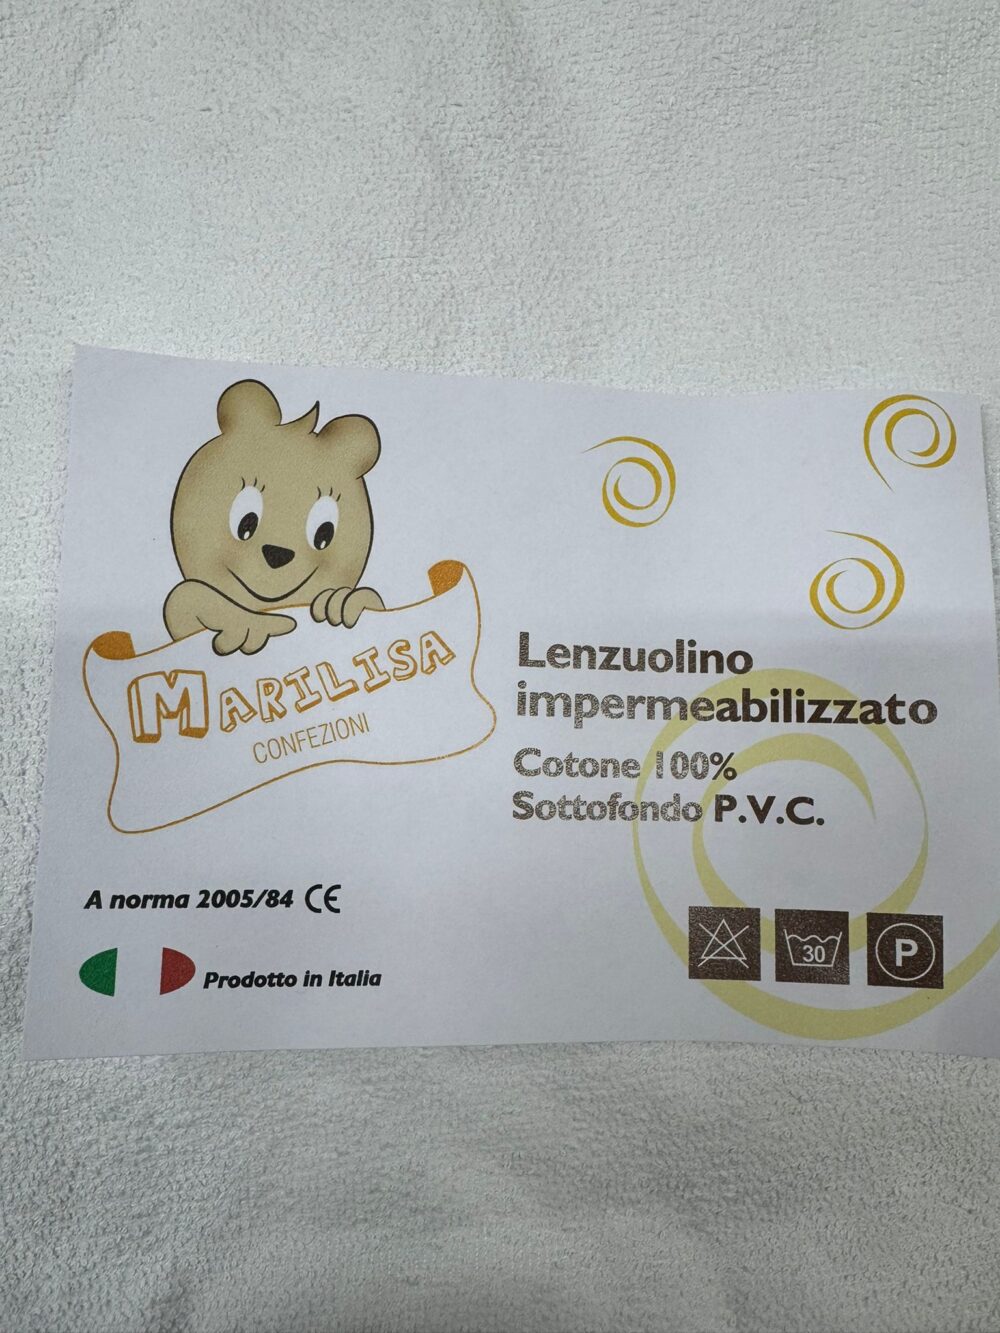 MARILISA
CONFEZIONI
Lenzuolino
impermeabilizzato
Cotone 100%
Sottofondo P.V.C.
A norma 2005/84 CE
Prodotto in Italia
30
P